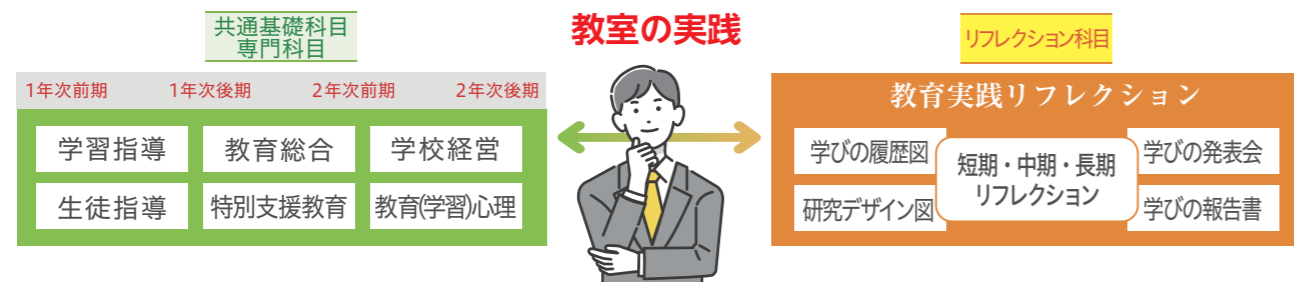 共通基礎科目
専門科目
1年次前期 1年次後期 2年次前期 2年次後期
学習指導 教育総合 学校経営
生徒指導 特別支援教育 教育(学習)心理
教室の実践
リフレクション科目
教育実践リフレクション
学びの履歴図
研究デザイン図
短期・中期・長期
リフレクション
学びの発表会
学びの報告書